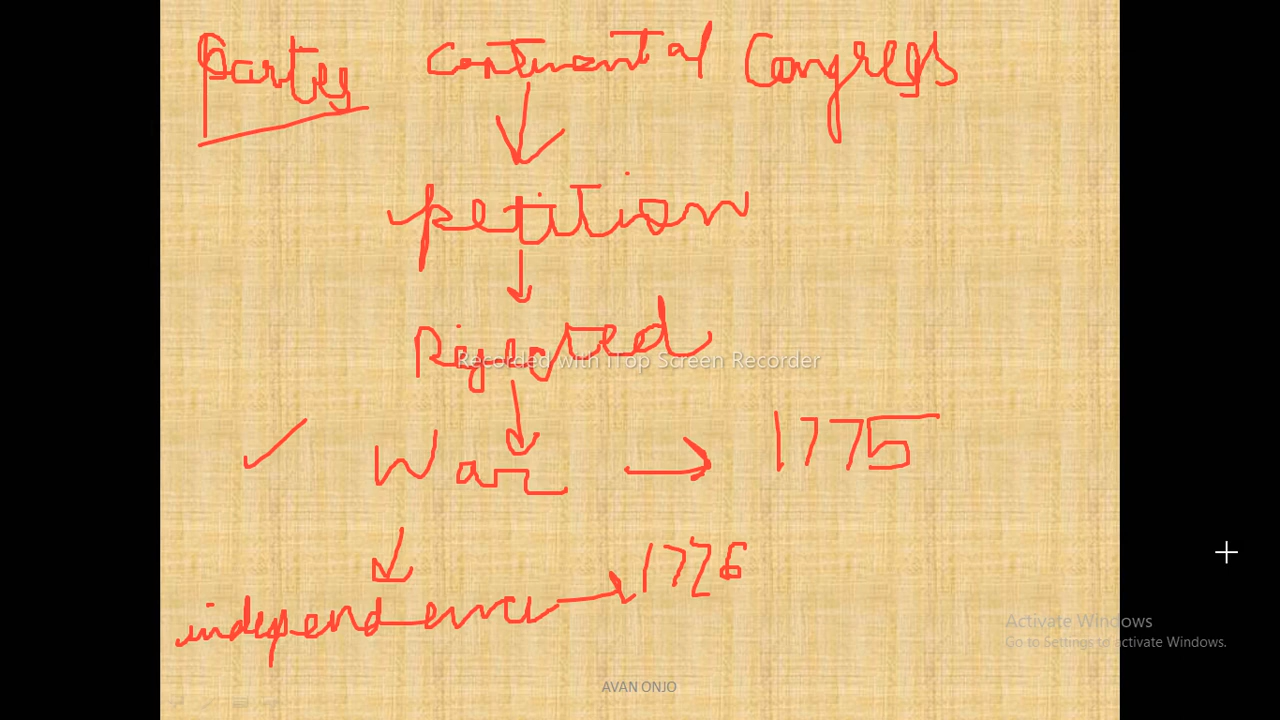 Party Continental Congress
petition
Rejected
Recorded with iTop Screen Recorder
War → 1775
independence → 1776
Activate Windows
Go to Settings to activate Windows.
AVAN ONJO